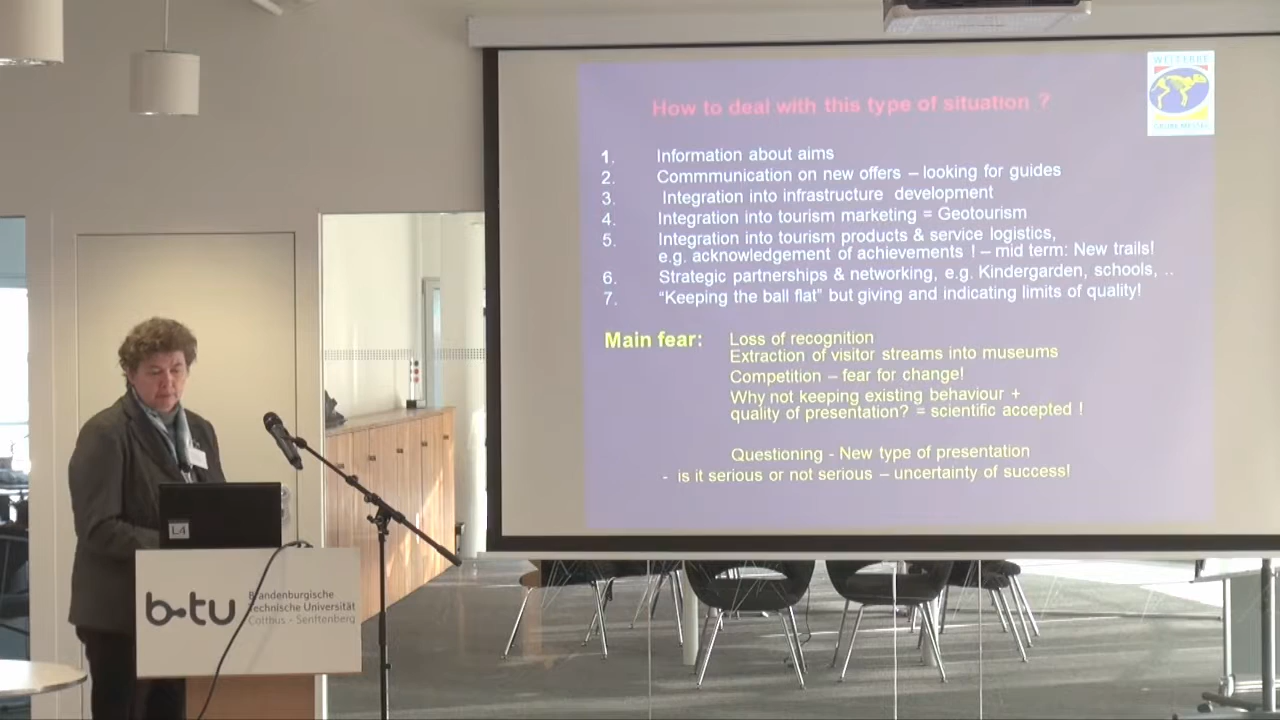 WELTERBE
How to deal with this type of situation ?
1. Information about aims
2. Commmunication on new offers – looking for guides
3. Integration into infrastructure development
4. Integration into tourism marketing = Geotourism
5. Integration into tourism products & service logistics,
e.g. acknowledgement of achievements ! – mid term: New trails!
6. Strategic partnerships & networking, e.g. Kindergarden, schools, ..
7. “Keeping the ball flat” but giving and indicating limits of quality!
Main fear: Loss of recognition
Extraction of visitor streams into museums
Competition – fear for change!
Why not keeping existing behaviour +
quality of presentation? = scientific accepted !
Questioning - New type of presentation
- is it serious or not serious – uncertainty of success!
L4
b-tu
Brandenburgische
Technische Universität
Cottbus - Senftenberg